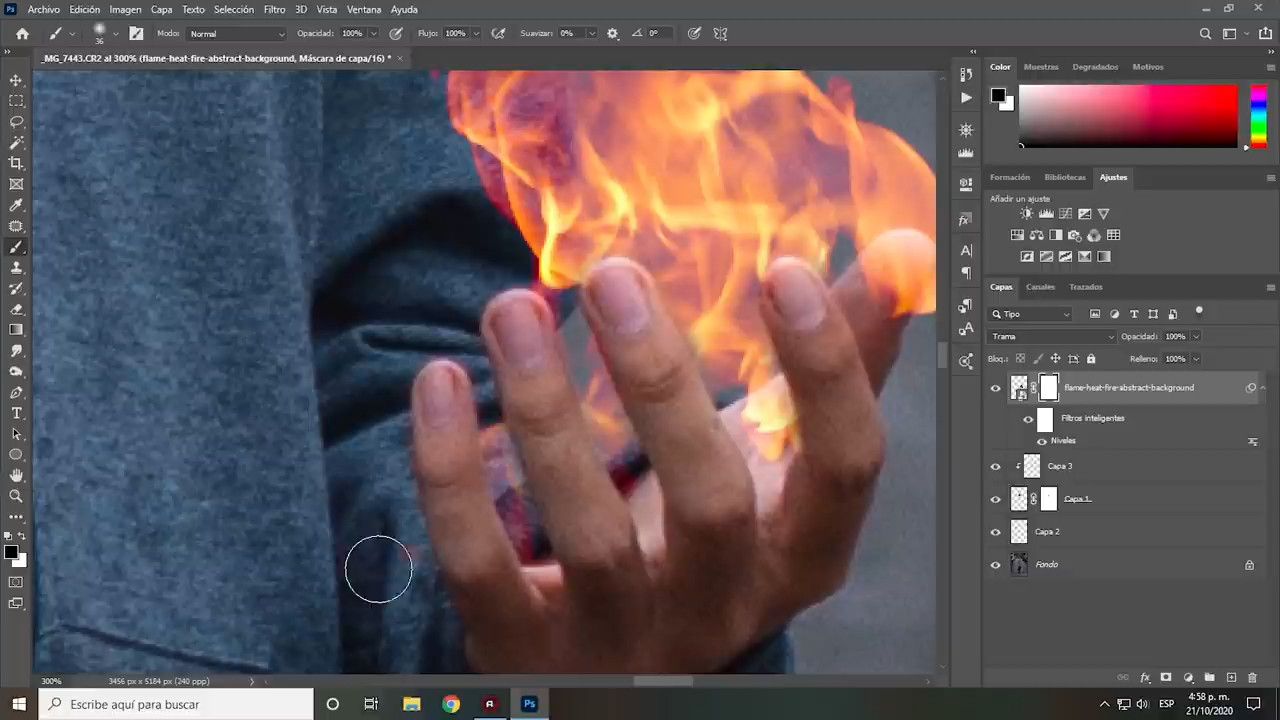 Archivo Edición Imagen Capa Texto Selección Filtro 3D Vista Ventana Ayuda
36 Modo: Normal Opacidad: 100% Flujo: 100% Suavizar: 0% 0°
_MG_7443.CR2 al 300% (flame-heat-fire-abstract-background, Máscara de capa/16) *
Color Muestras Degradados Motivos
Formación Bibliotecas Ajustes
Añadir un ajuste
Capas Canales Trazados
Tipo
Trama Opacidad: 100%
Bloq.: Relleno: 100%
flame-heat-fire-abstract-background
Filtros inteligentes
Niveles
Capa 3
Capa 1
Capa 2
Fondo
300% 3456 px x 5184 px (240 ppp)
Escribe aquí para buscar
Ps
ESP
4:58 p. m.
21/10/2020